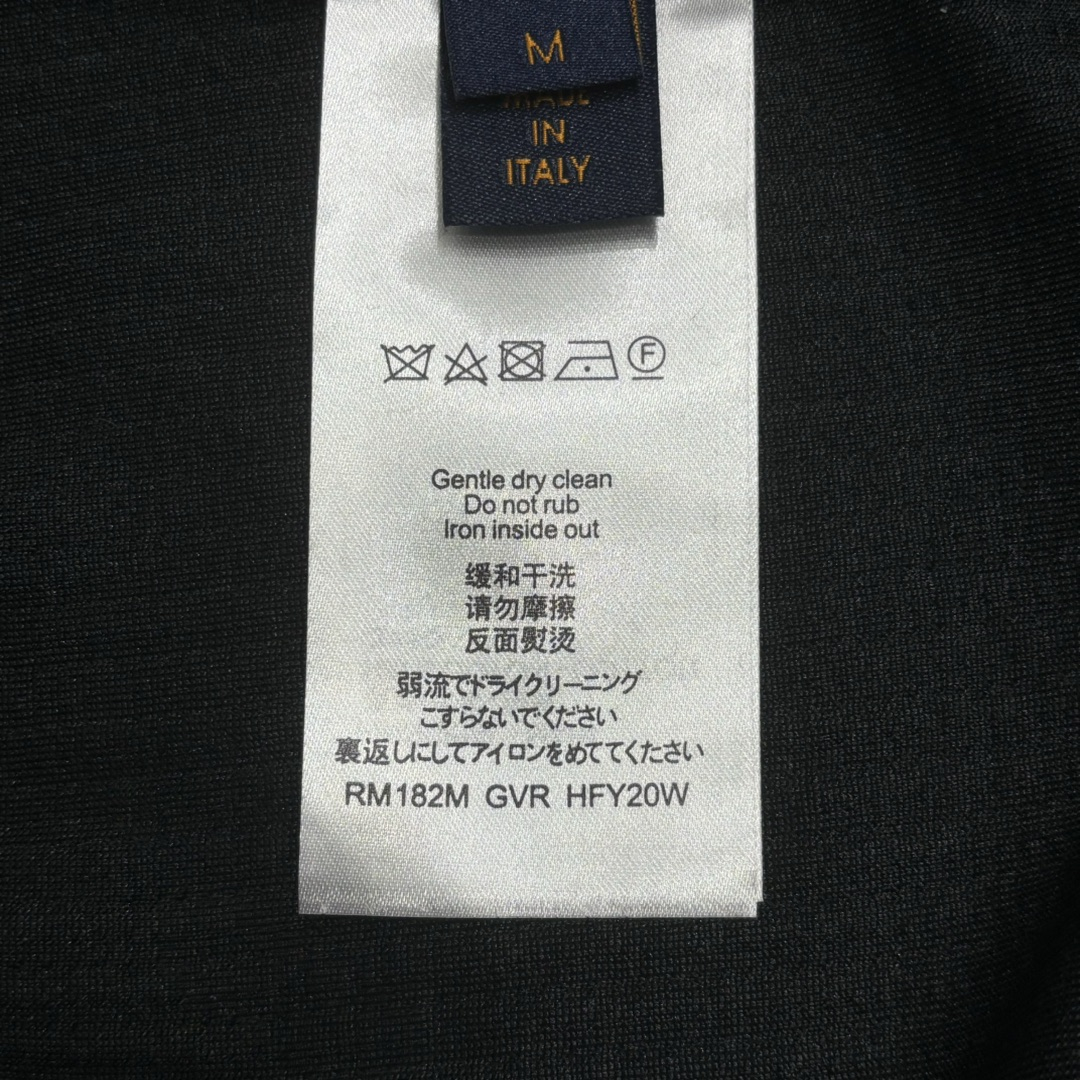 M
MADE
IN
ITALY
F
Gentle dry clean
Do not rub
Iron inside out
缓和干洗
请勿摩擦
反面熨烫
弱流でドライクリーニング
こすらないでください
裏返しにしてアイロンをめててくたさい
RM182M GVR HFY20W